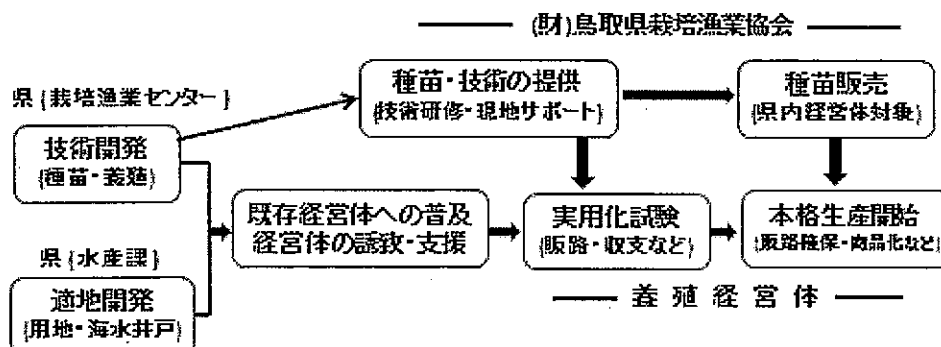 (財)鳥取県栽培漁業協会
県{栽培漁業センター}
種苗・技術の提供
(技術研修・現地サポート)
種苗販売
(県内経営体対象)
技術開発
(種苗・養殖)
既存経営体への普及
経営体の誘致・支援
実用化試験
(販路・収支など)
本格生産開始
(販路確保・商品化など)
県{水産課}
適地開発
(用地・海水井戸)
養殖経営体